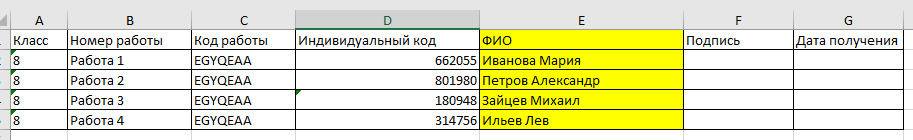 A B C D E F G
Класс Номер работы Код работы Индивидуальный код ФИО Подпись Дата получения
8 Работа 1 EGYQEAA 662055 Иванова Мария
8 Работа 2 EGYQEAA 801980 Петров Александр
8 Работа 3 EGYQEAA 180948 Зайцев Михаил
8 Работа 4 EGYQEAA 314756 Ильев Лев